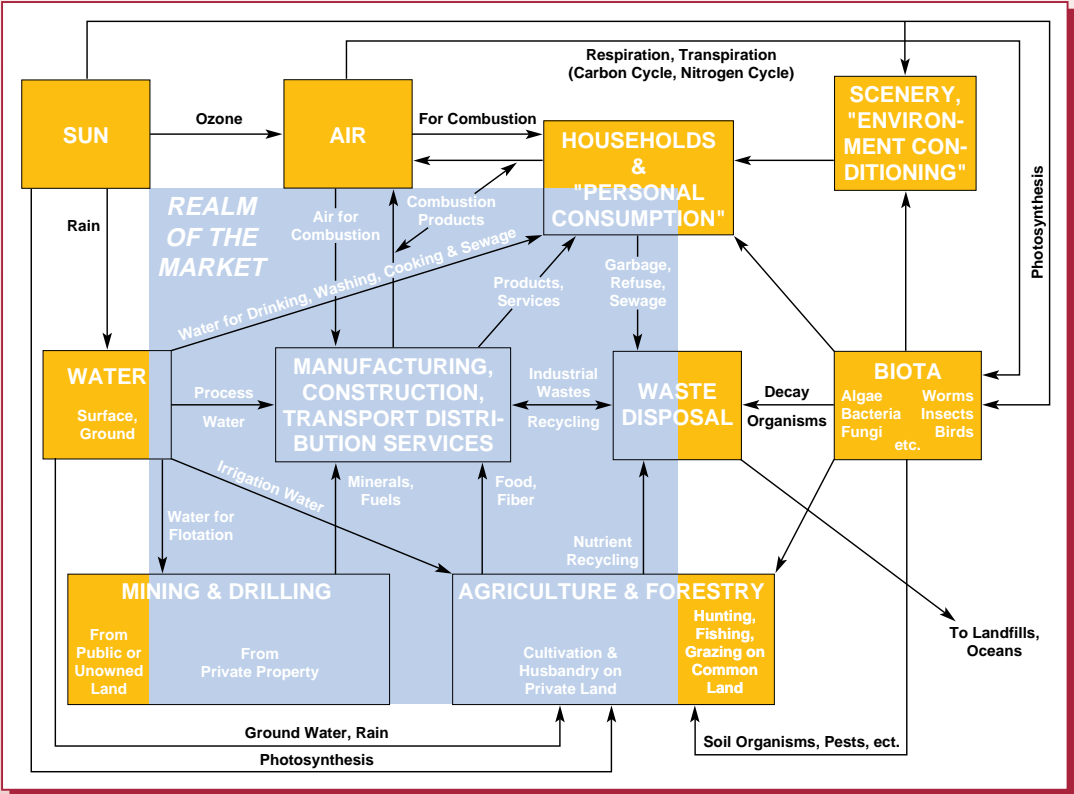 Respiration, Transpiration
(Carbon Cycle, Nitrogen Cycle)
SUN
Ozone
AIR
For Combustion
HOUSEHOLDS
&
"PERSONAL
CONSUMPTION"
SCENERY,
"ENVIRON-
MENT CON-
DITIONING"
Photosynthesis
Rain
REALM
OF THE
MARKET
Air for
Combustion
Combustion
Products
Water for Drinking, Washing, Cooking & Sewage
Products,
Services
Garbage,
Refuse,
Sewage
WATER
Surface,
Ground
Process
Water
MANUFACTURING,
CONSTRUCTION,
TRANSPORT DISTRI-
BUTION SERVICES
Industrial
Wastes
Recycling
WASTE
DISPOSAL
Decay
Organisms
BIOTA
Algae Worms
Bacteria Insects
Fungi Birds
etc.
Irrigation Water
Water for
Flotation
Minerals,
Fuels
Food,
Fiber
Nutrient
Recycling
MINING & DRILLING
From
Public or
Unowned
Land
From
Private Property
AGRICULTURE & FORESTRY
Cultivation &
Husbandry on
Private Land
Hunting,
Fishing,
Grazing on
Common
Land
To Landfills,
Oceans
Ground Water, Rain
Photosynthesis
Soil Organisms, Pests, ect.